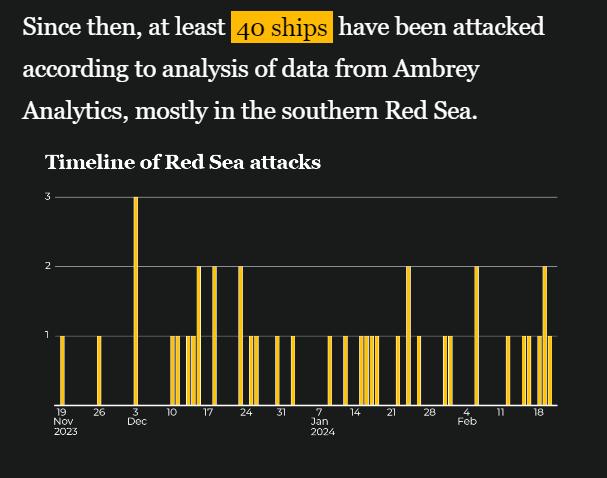 Since then, at least 40 ships have been attacked
according to analysis of data from Ambrey
Analytics, mostly in the southern Red Sea.
Timeline of Red Sea attacks
3
2
1
19 26 3 10 17 24 31 7 14 21 28 4 11 18
Nov Dec Jan Feb
2023 2024